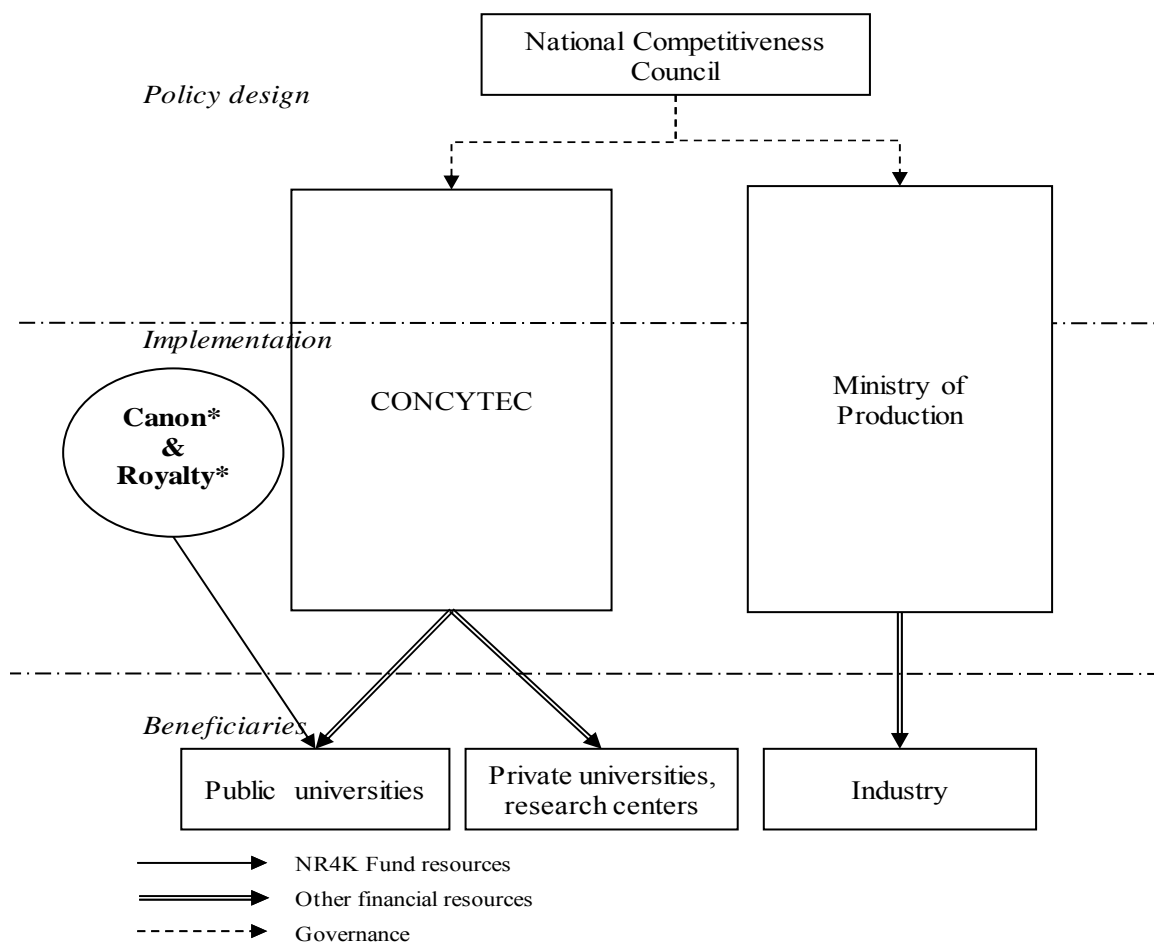 National Competitiveness
Council
Policy design
Implementation
Canon*
&
Royalty*
CONCYTEC
Ministry of
Production
Beneficiaries
Public universities
Private universities,
research centers
Industry
NR4K Fund resources
Other financial resources
Governance